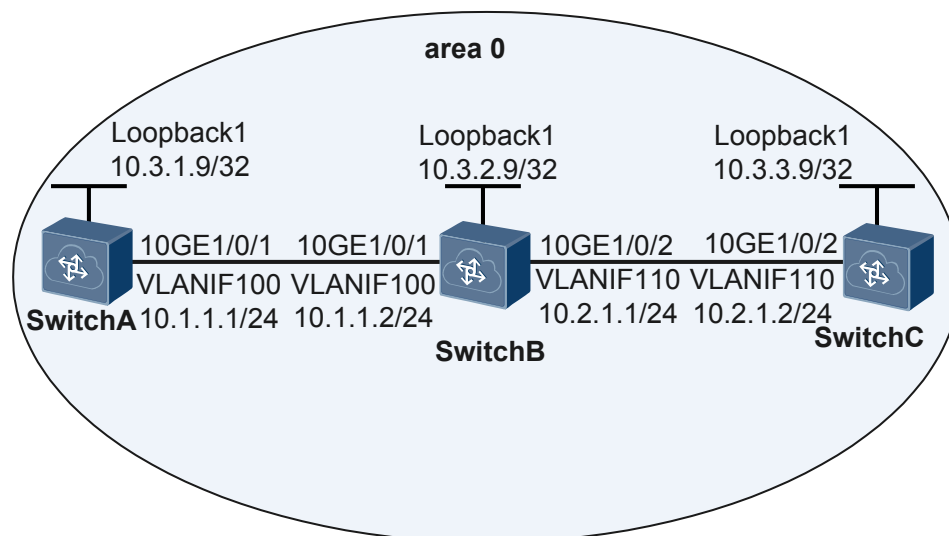 area 0
Loopback1
10.3.1.9/32
Loopback1
10.3.2.9/32
Loopback1
10.3.3.9/32
10GE1/0/1
VLANIF100
10.1.1.1/24
10GE1/0/1
VLANIF100
10.1.1.2/24
10GE1/0/2
VLANIF110
10.2.1.1/24
10GE1/0/2
VLANIF110
10.2.1.2/24
SwitchA
SwitchB
SwitchC